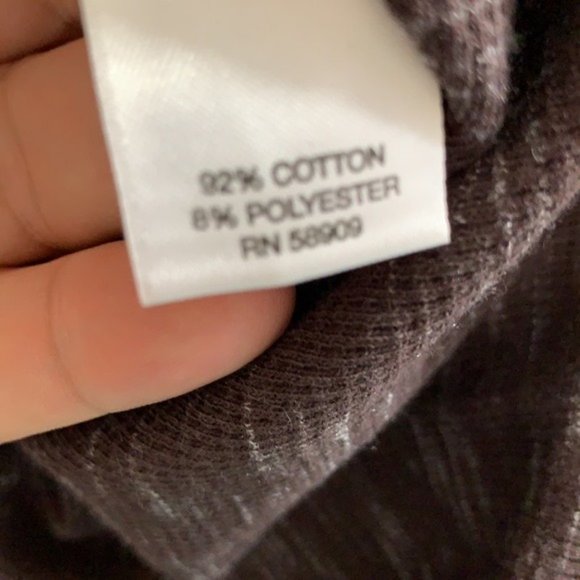 92% COTTON
8% POLYESTER
RN 58909